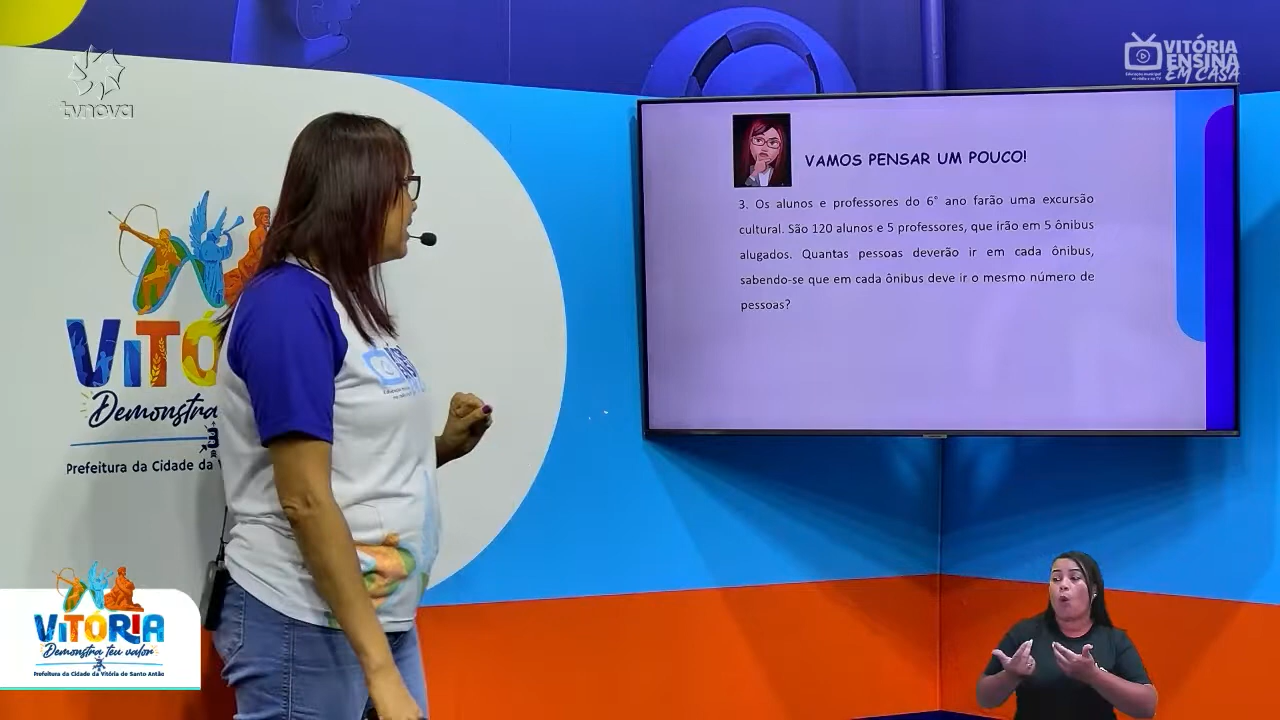 tvnova
VITÓRIA
ENSINA
EM CASA
VAMOS PENSAR UM POUCO!
3. Os alunos e professores do 6° ano farão uma excursão
cultural. São 120 alunos e 5 professores, que irão em 5 ônibus
alugados. Quantas pessoas deverão ir em cada ônibus,
sabendo-se que em cada ônibus deve ir o mesmo número de
pessoas?
VITÓ
Demonstra
Prefeitura da Cidade da
VITÓRIA
Demonstra teu valor
Prefeitura da Cidade da Vitória de Santo Antão